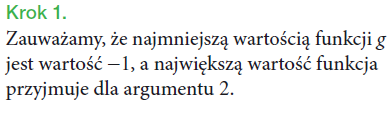 Krok 1.
Zauważamy, że najmniejszą wartością funkcji g
jest wartość −1, a największą wartość funkcja
przyjmuje dla argumentu 2.